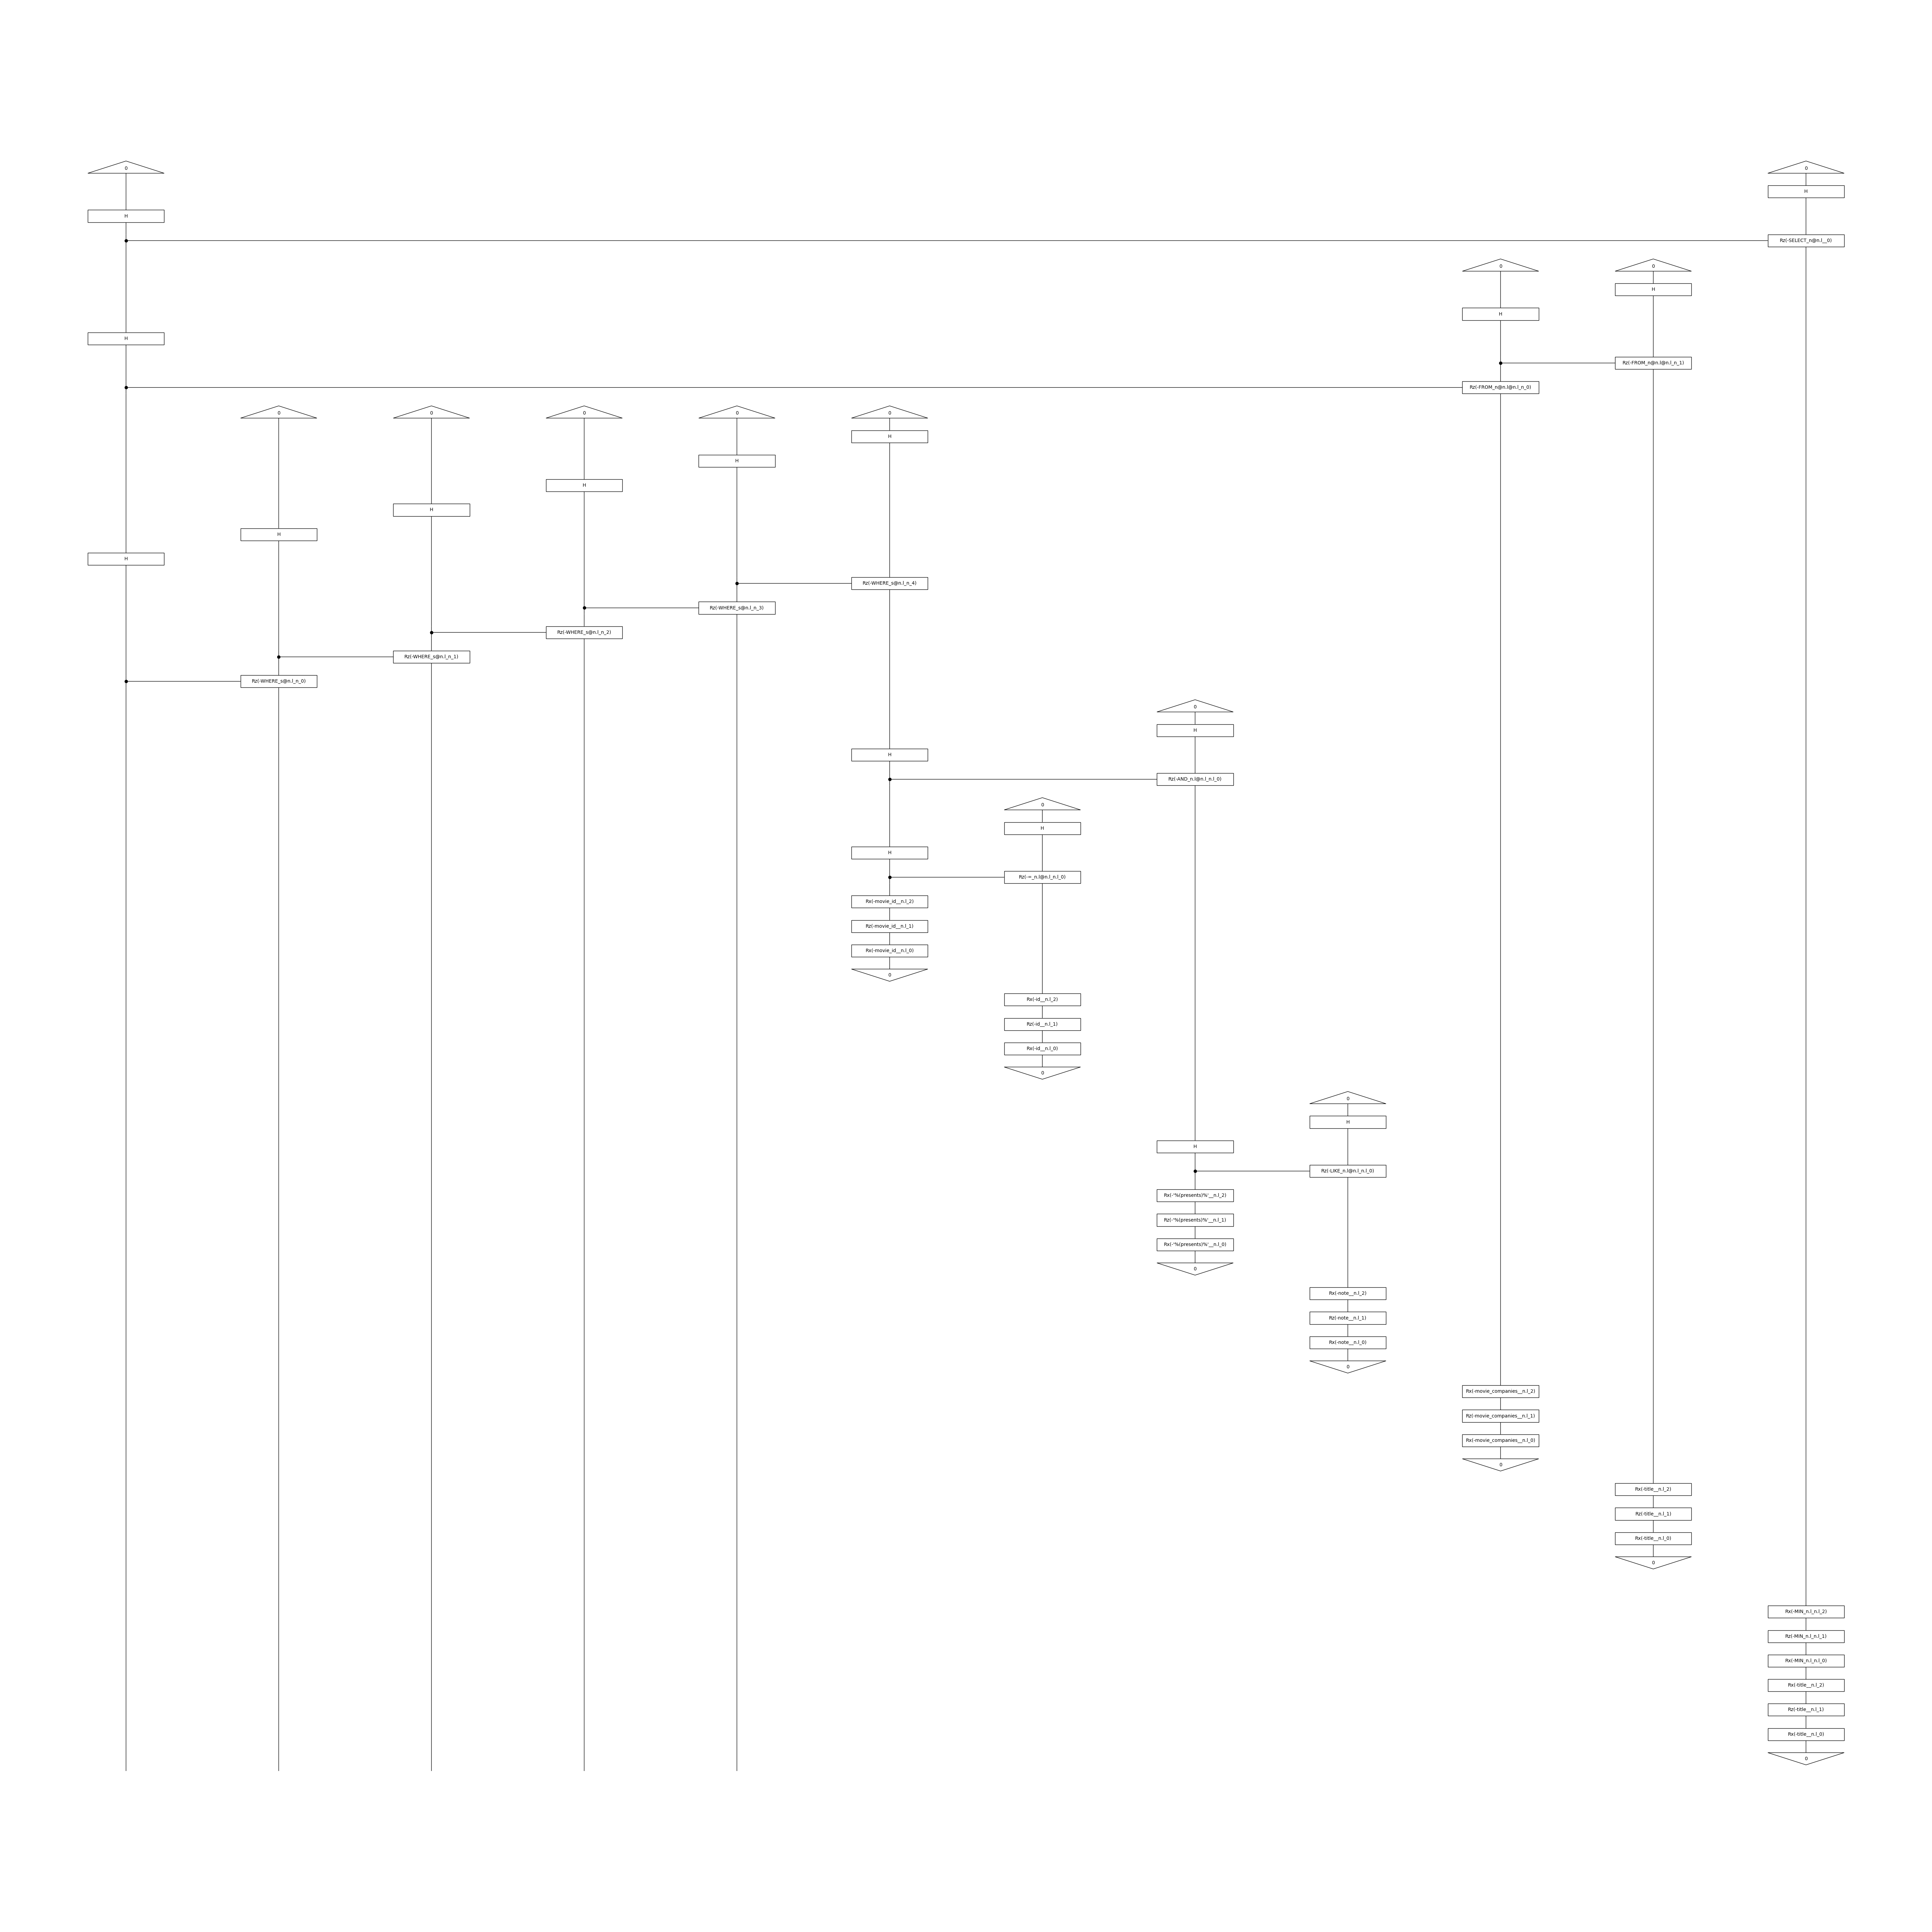 0 0
H
H
Rz(-SELECT_n@n.l__0)
0 0
H
H
H
Rz(-FROM_n@n.l@n.l_n_1)
Rz(-FROM_n@n.l@n.l_n_0)
0 0 0 0 0
H
H
H
H
H
H
Rz(-WHERE_s@n.l_n_4)
Rz(-WHERE_s@n.l_n_3)
Rz(-WHERE_s@n.l_n_2)
Rz(-WHERE_s@n.l_n_1)
Rz(-WHERE_s@n.l_n_0)
0
H
H
Rz(-AND_n.l@n.l_n.l_0)
0
H
H
Rz(-=_n.l@n.l_n.l_0)
Rx(-movie_id__n.l_2)
Rz(-movie_id__n.l_1)
Rx(-movie_id__n.l_0)
0
Rx(-id__n.l_2)
Rz(-id__n.l_1)
Rx(-id__n.l_0)
0
0
H
H
Rz(-LIKE_n.l@n.l_n.l_0)
Rx(-'%(presents)%'__n.l_2)
Rz(-'%(presents)%'__n.l_1)
Rx(-'%(presents)%'__n.l_0)
0
Rx(-note__n.l_2)
Rz(-note__n.l_1)
Rx(-note__n.l_0)
0
Rx(-movie_companies__n.l_2)
Rz(-movie_companies__n.l_1)
Rx(-movie_companies__n.l_0)
0
Rx(-title__n.l_2)
Rz(-title__n.l_1)
Rx(-title__n.l_0)
0
Rx(-MIN_n.l_n.l_2)
Rz(-MIN_n.l_n.l_1)
Rx(-MIN_n.l_n.l_0)
Rx(-title__n.l_2)
Rz(-title__n.l_1)
Rx(-title__n.l_0)
0